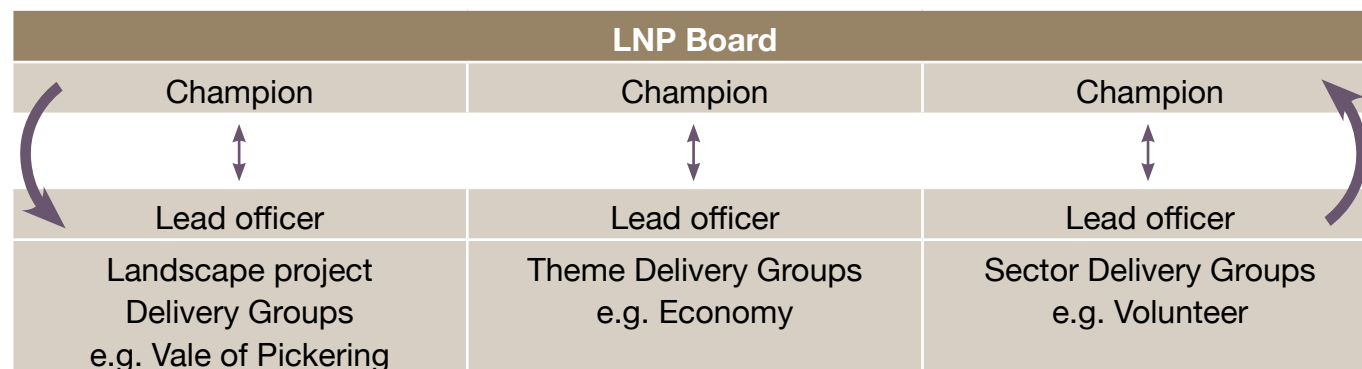 LNP Board
Champion
Champion
Champion
Lead officer
Lead officer
Lead officer
Landscape project
Delivery Groups
e.g. Vale of Pickering
Theme Delivery Groups
e.g. Economy
Sector Delivery Groups
e.g. Volunteer